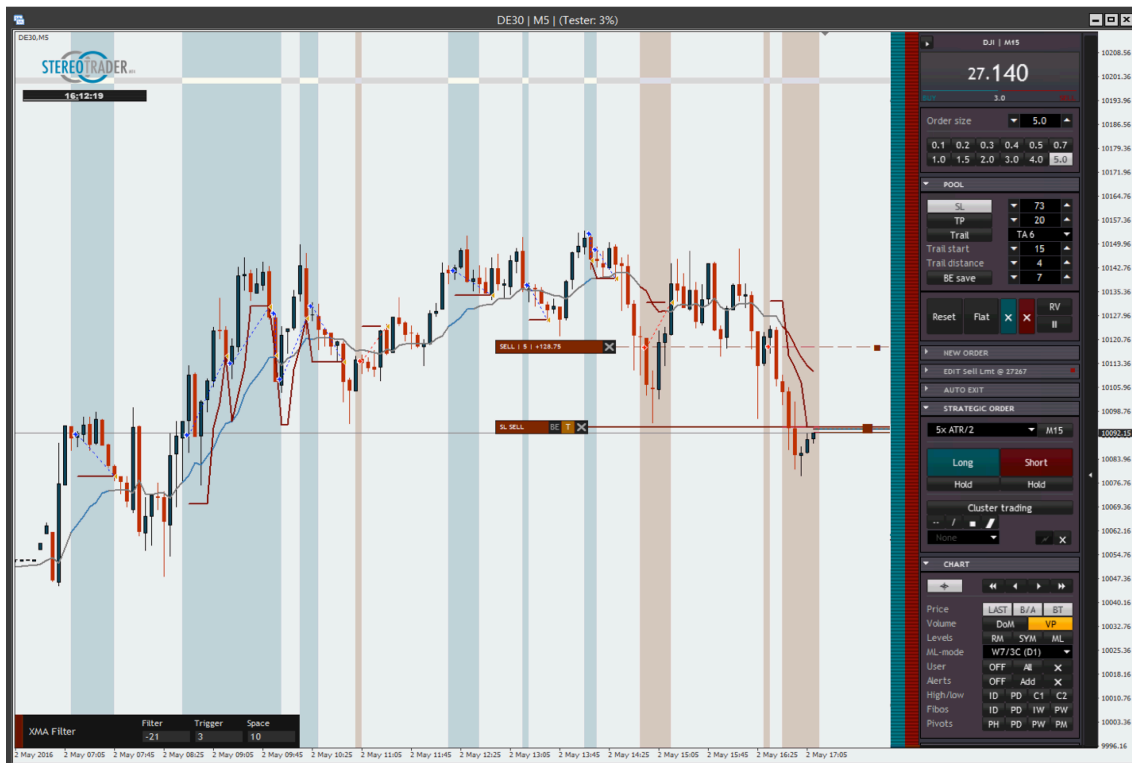 DE30 | M5 | (Tester: 3%)
DE30,M5
STEREOTRADER
16:12:19
SELL | 5 | +128.75
SL SELL BE T
XMA Filter
Filter Trigger Space
-21 3 10
2 May 2016 2 May 07:05 2 May 07:45 2 May 08:25 2 May 09:05 2 May 09:45 2 May 10:25 2 May 11:05 2 May 11:45 2 May 12:25 2 May 13:05 2 May 13:45 2 May 14:25 2 May 15:05 2 May 15:45 2 May 16:25 2 May 17:05
DJI | M15
27.140
BUY 3.0 SELL
Order size 5.0
0.1 0.2 0.3 0.4 0.5 0.7
1.0 1.5 2.0 3.0 4.0 5.0
POOL
SL 73
TP 20
Trail TA 6
Trail start 15
Trail distance 4
BE save 7
Reset Flat × × RV
NEW ORDER
EDIT Sell Lmt @ 27267
AUTO EXIT
STRATEGIC ORDER
5x ATR/2 M15
Long Short
Hold Hold
Cluster trading
None
CHART
Price LAST B/A BT
Volume DoM VP
Levels RM SYM ML
ML-mode W7/3C (D1)
User OFF All ×
Alerts OFF Add ×
High/low ID PD C1 C2
Fibos ID PD IW PW
Pivots PH PD PW PM
10208.56
10201.36
10193.96
10186.56
10179.36
10171.96
10164.76
10157.36
10149.96
10142.76
10135.36
10128.16
10120.76
10113.36
10106.16
10098.76
10092.15
10083.96
10076.76
10069.36
10062.16
10054.76
10047.36
10040.16
10032.76
10025.36
10018.16
10010.76
10003.36
9996.16